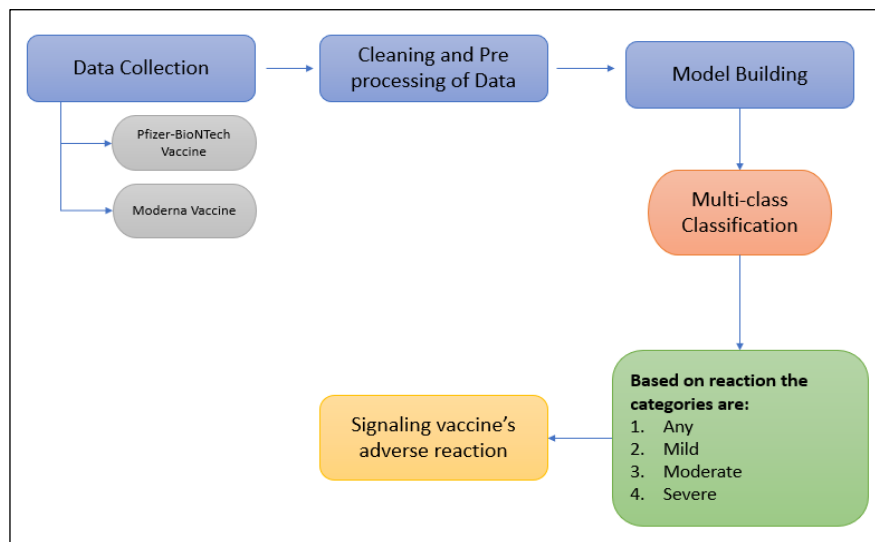 Data Collection
Cleaning and Pre
processing of Data
Model Building
Pfizer-BioNTech
Vaccine
Moderna Vaccine
Multi-class
Classification
Based on reaction the
categories are:
1. Any
2. Mild
3. Moderate
4. Severe
Signaling vaccine's
adverse reaction